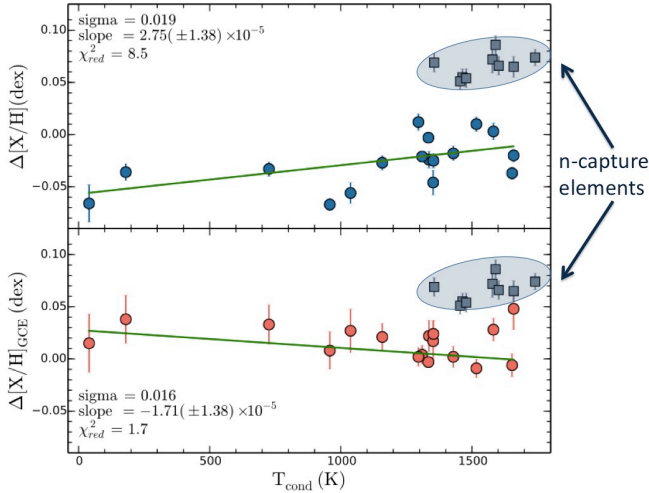 sigma = 0.019
slope = 2.75(±1.38) ×10⁻⁵
χ²red = 8.5
0.10
0.05
0.00
−0.05
Δ[X/H](dex)
n-capture
elements
sigma = 0.016
slope = −1.71(±1.38) ×10⁻⁵
χ²red = 1.7
0.10
0.05
0.00
−0.05
Δ[X/H]GCE (dex)
0 500 1000 1500
Tcond (K)